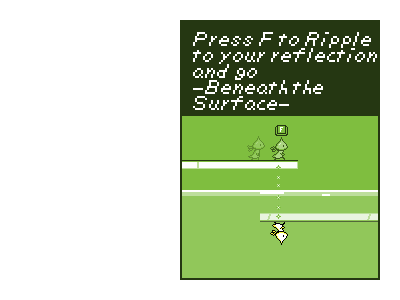 Press F to Ripple
to your reflection
and go
-Beneath the
Surface-
F